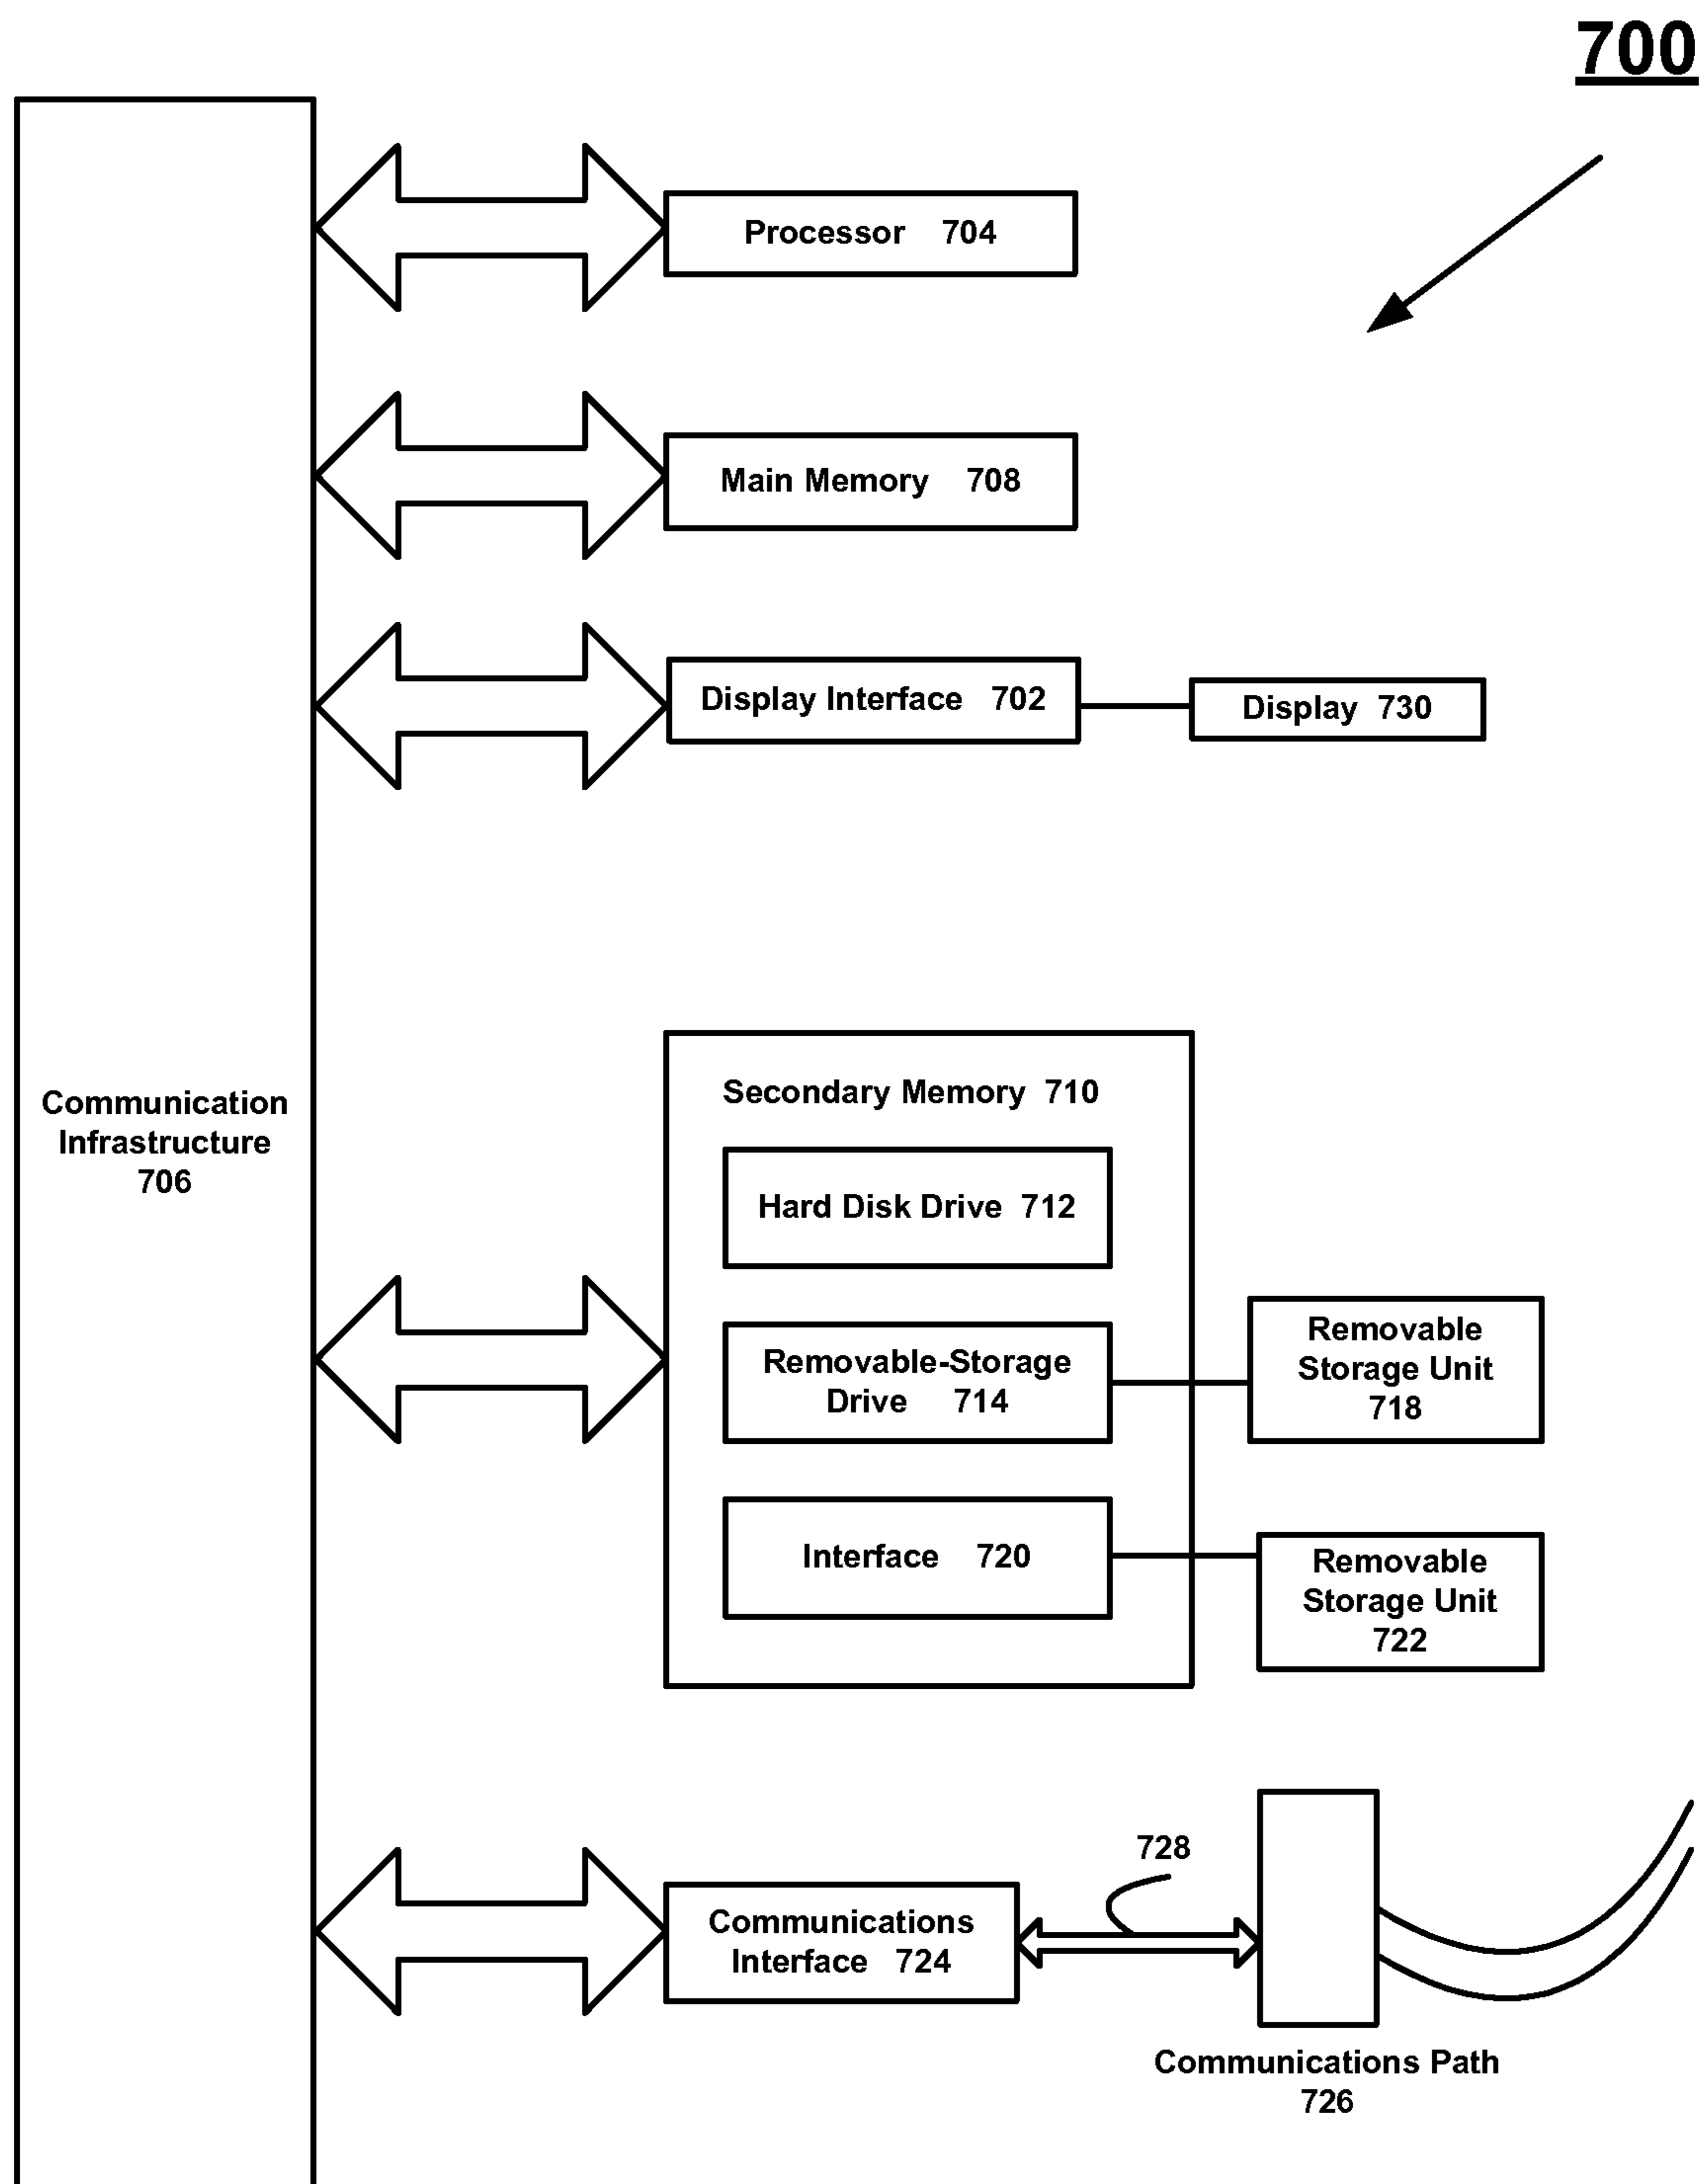 700
Processor 704
Main Memory 708
Display Interface 702
Display 730
Communication
Infrastructure
706
Secondary Memory 710
Hard Disk Drive 712
Removable-Storage
Drive 714
Removable
Storage Unit
718
Interface 720
Removable
Storage Unit
722
728
Communications
Interface 724
Communications Path
726